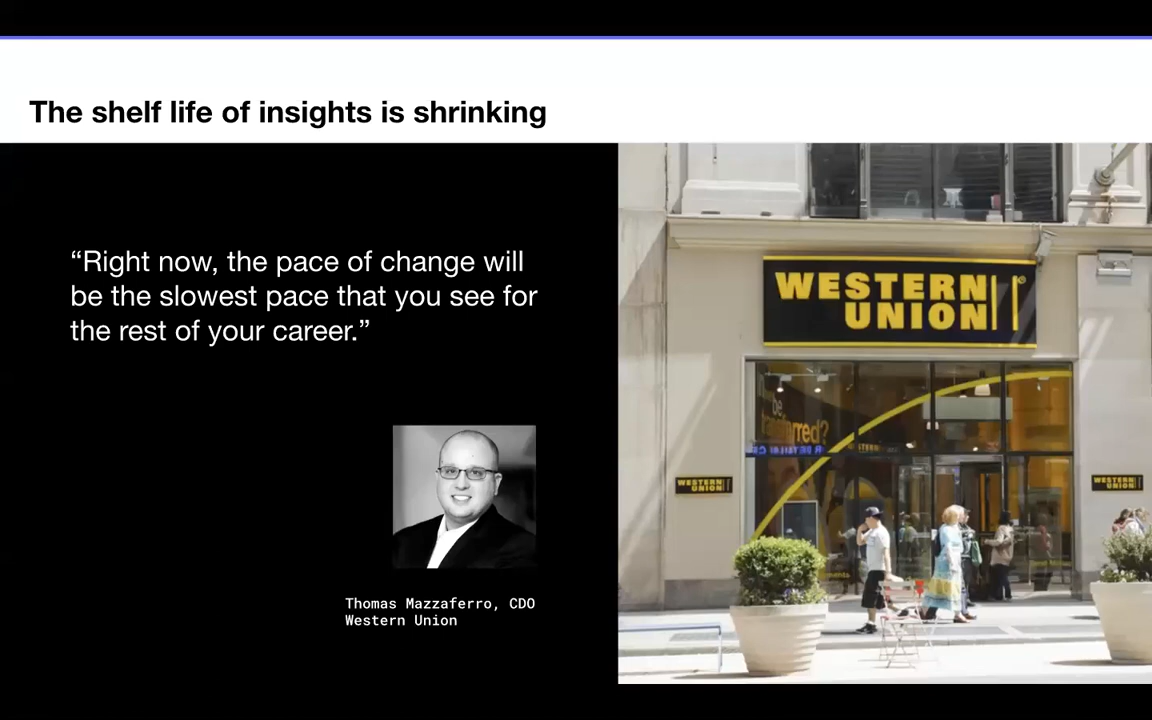 The shelf life of insights is shrinking
“Right now, the pace of change will
be the slowest pace that you see for
the rest of your career.”
Thomas Mazzaferro, CDO
Western Union
WESTERN
UNION
be
WESTERN
UNION
WESTERN
UNION